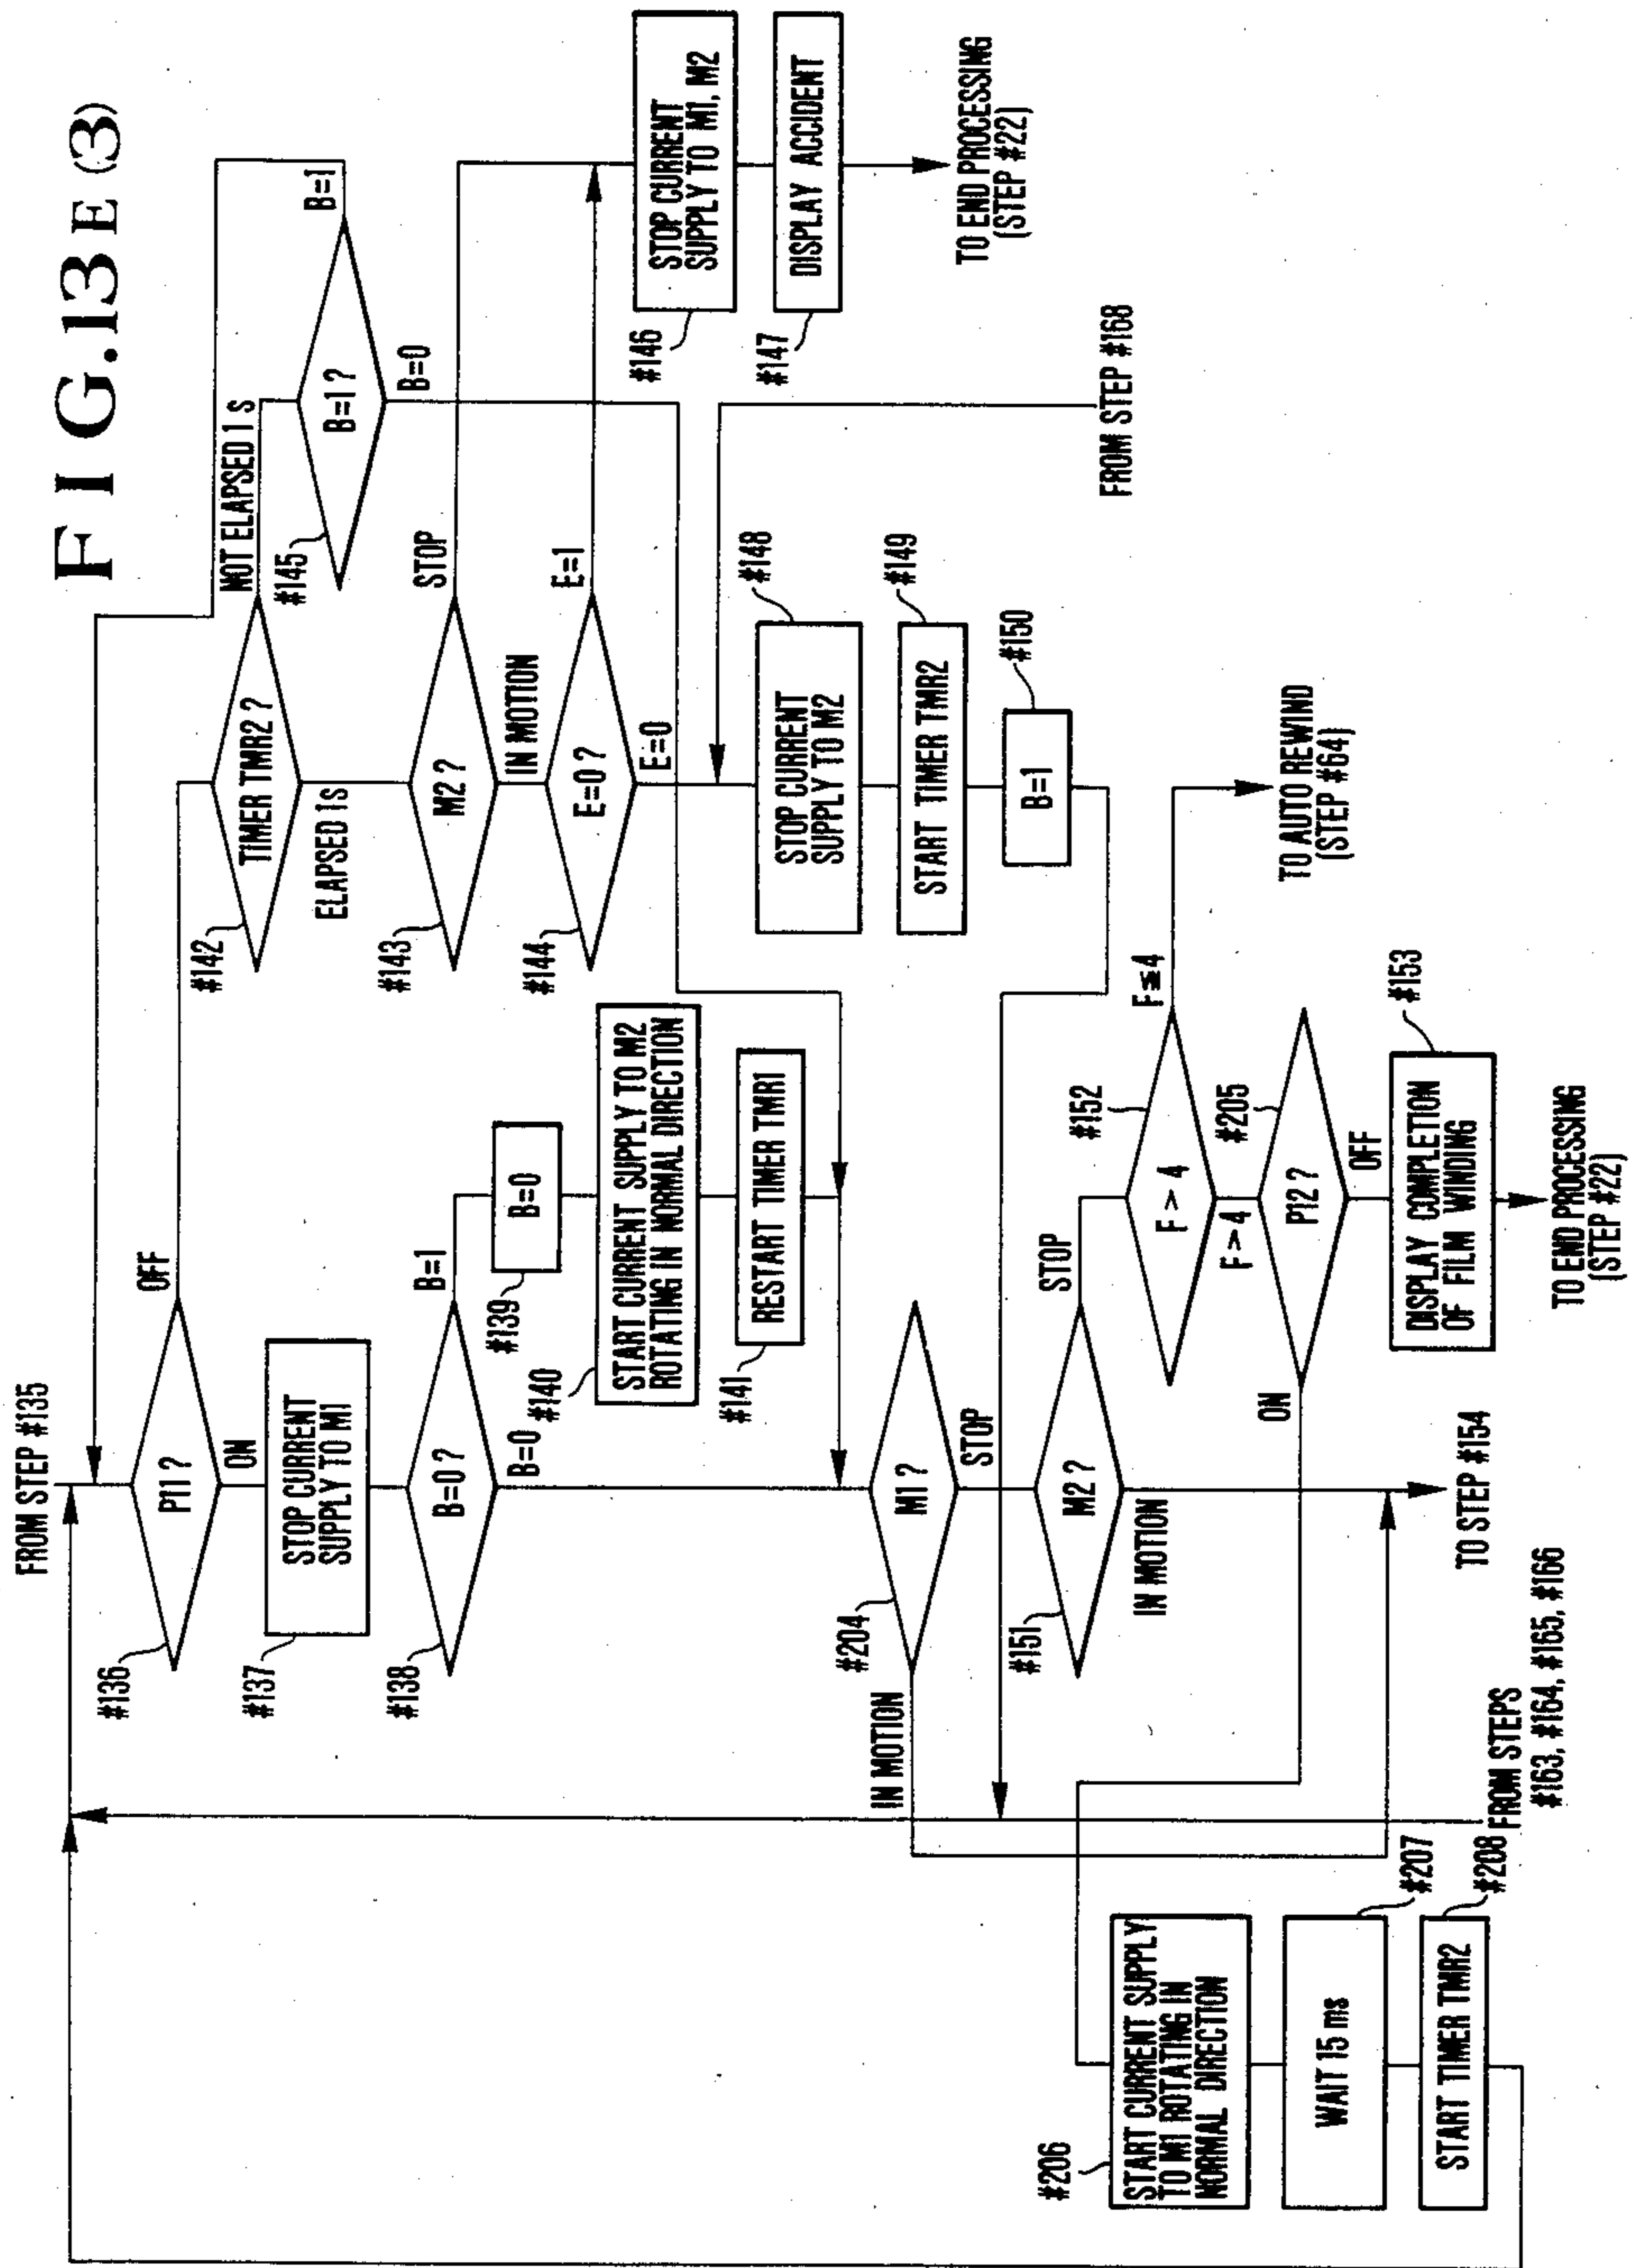 FIG.13E(3)
FROM STEP #135
#136
P11 ?
OFF
ON
#137
STOP CURRENT
SUPPLY TO M1
#138
B=0 ?
B=1
B=0
#139
B=0
#140
START CURRENT SUPPLY TO M2
ROTATING IN NORMAL DIRECTION
#141
RESTART TIMER TMR1
#142
TIMER TMR2 ?
NOT ELAPSED 1 S
ELAPSED 1S
#145
B=1 ?
B=1
B=0
#143
M2 ?
STOP
IN MOTION
#144
E=0 ?
E=1
E=0
#146
STOP CURRENT
SUPPLY TO M1, M2
#147
DISPLAY ACCIDENT
TO END PROCESSING
(STEP #22)
FROM STEP #168
#148
STOP CURRENT
SUPPLY TO M2
#149
START TIMER TMR2
#150
B=1
#204
M1 ?
IN MOTION
STOP
#151
M2 ?
STOP
IN MOTION
#152
F > 4
F≦4
F>4
TO AUTO REWIND
(STEP #64)
#205
P12 ?
ON
OFF
#153
DISPLAY COMPLETION
OF FILM WINDING
TO END PROCESSING
(STEP #22)
TO STEP #154
FROM STEPS
#163, #164, #165, #166
#206
START CURRENT SUPPLY
TO M1 ROTATING IN
NORMAL DIRECTION
#207
WAIT 15 ms
#208
START TIMER TMR2